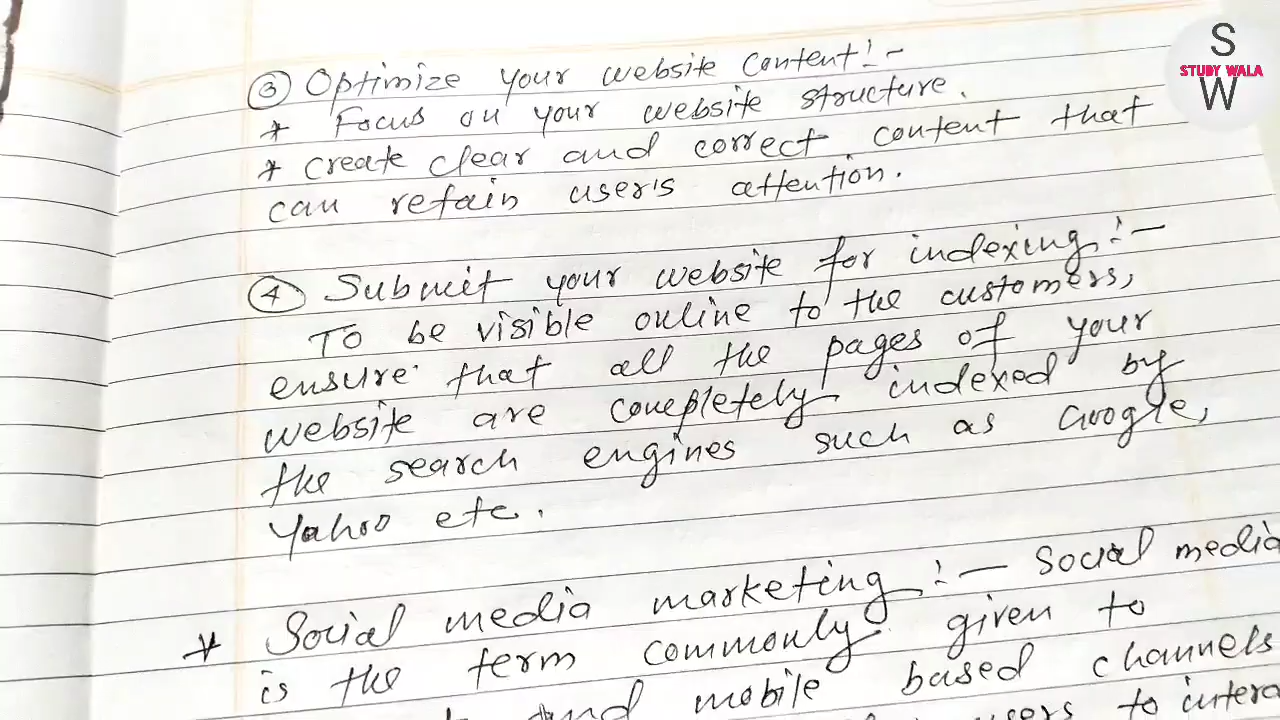 S
STUDY WALA
W
③ Optimize your website content:-
* Focus on your website structure.
* create clear and correct content that
can retain user's attention.
④ Submit your website for indexing:-
To be visible online to the customers,
ensure that all the pages of your
website are completely indexed by
the search engines such as Google,
Yahoo etc.
* Social media marketing:- Social media
is the term commonly given to
and mobile based channels
users to intera